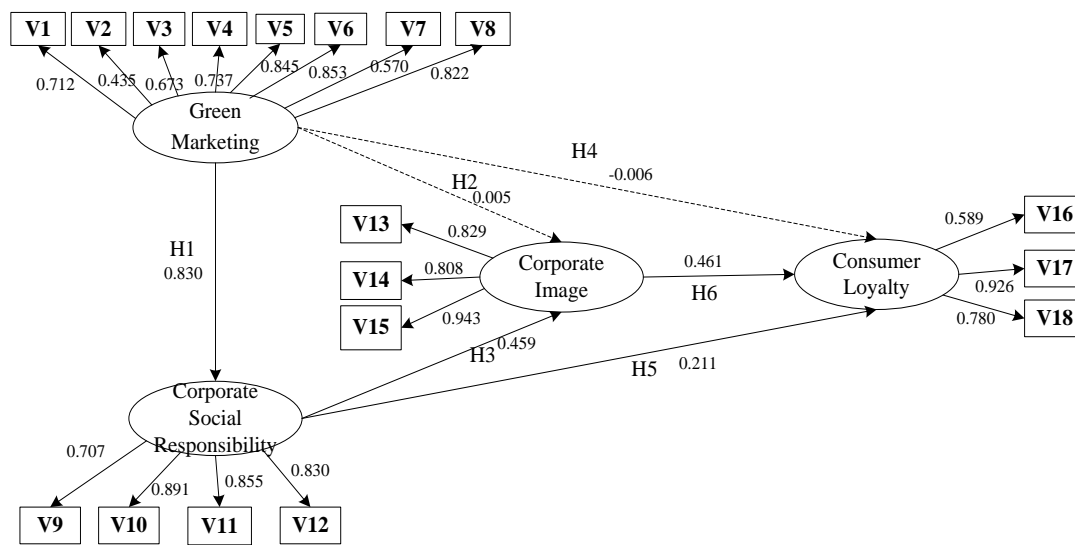 V1 V2 V3 V4 V5 V6 V7 V8
0.712 0.435 0.673 0.737 0.845 0.853 0.570 0.822
Green
Marketing
H4
-0.006
H2
0.005
V13
0.829
V16
0.589
H1
0.830
V14
0.808
Corporate
Image
0.461
H6
Consumer
Loyalty
V17
0.926
V15
0.943
0.780
V18
H3
0.459
H5
0.211
Corporate
Social
Responsibility
0.707
0.891
0.855
0.830
V9 V10 V11 V12